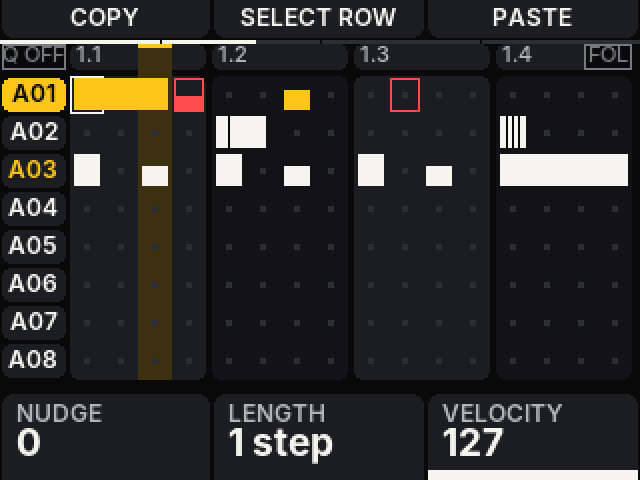 COPY SELECT ROW PASTE
Q OFF 1.1 1.2 1.3 1.4 FOL
A01
A02
A03
A04
A05
A06
A07
A08
NUDGE LENGTH VELOCITY
0 1 step 127